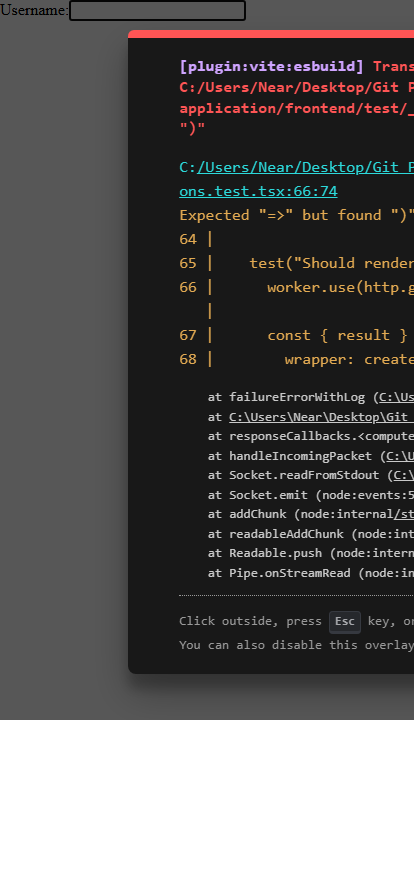 Username:
[plugin:vite:esbuild] Trans
C:/Users/Near/Desktop/Git P
application/frontend/test/_
")"
C:/Users/Near/Desktop/Git P
ons.test.tsx:66:74
Expected "=>" but found ")"
64 |
65 | test("Should render
66 | worker.use(http.g
|
67 | const { result }
68 | wrapper: create
at failureErrorWithLog (C:\Us
at C:\Users\Near\Desktop\Git
at responseCallbacks.<compute
at handleIncomingPacket (C:\U
at Socket.readFromStdout (C:\
at Socket.emit (node:events:5
at addChunk (node:internal/st
at readableAddChunk (node:int
at Readable.push (node:intern
at Pipe.onStreamRead (node:in
Click outside, press Esc key, or
You can also disable this overlay